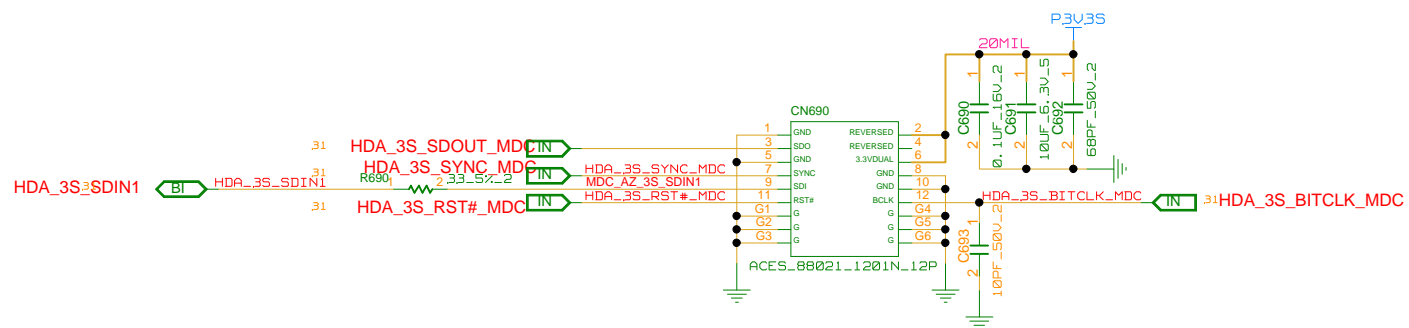 P3V3S
20MIL
1 1 1
C690 0.1UF_16V_2
C691 10UF_6.3V_5
C692 68PF_50V_2
2 2 2
CN690
1 GND REVERSED 2
31 HDA_3S_SDOUT_MDC IN 3 SDO REVERSED 4
5 GND 3.3VDUAL 6
31 HDA_3S_SYNC_MDC IN HDA_3S_SYNC_MDC 7 SYNC GND 8
HDA_3S_SDIN1 31 BI HDA_3S_SDIN1 R690 1 2 33_5%_2 MDC_AZ_3S_SDIN1 9 SDI GND 10
31 HDA_3S_RST#_MDC IN HDA_3S_RST#_MDC 11 RST# BCLK 12 HDA_3S_BITCLK_MDC IN 31 HDA_3S_BITCLK_MDC
G1 G G G4
G2 G G G5
G3 G G G6
ACES_88021_1201N_12P
1
C693 10PF_50V_2
2